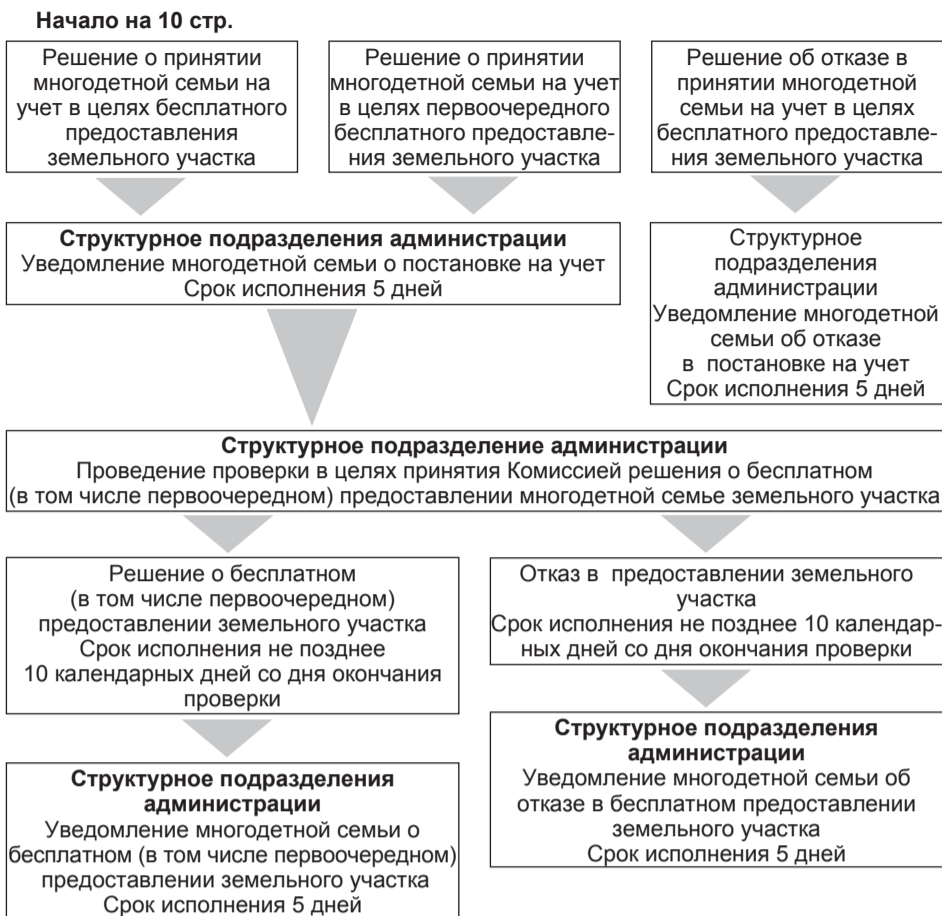 Начало на 10 стр.
Решение о принятии
многодетной семьи на
учет в целях бесплатного
предоставления
земельного участка
Решение о принятии
многодетной семьи на учет
в целях первоочередного
бесплатного предоставле-
ния земельного участка
Решение об отказе в
принятии многодетной
семьи на учет в целях
бесплатного предоставле-
ния земельного участка
Структурное подразделения администрации
Уведомление многодетной семьи о постановке на учет
Срок исполнения 5 дней
Структурное
подразделения
администрации
Уведомление многодетной
семьи об отказе
в постановке на учет
Срок исполнения 5 дней
Структурное подразделение администрации
Проведение проверки в целях принятия Комиссией решения о бесплатном
(в том числе первоочередном) предоставлении многодетной семье земельного участка
Решение о бесплатном
(в том числе первоочередном)
предоставлении земельного участка
Срок исполнения не позднее
10 календарных дней со дня окончания
проверки
Отказ в предоставлении земельного
участка
Срок исполнения не позднее 10 календар-
ных дней со дня окончания проверки
Структурное подразделения
администрации
Уведомление многодетной семьи о
бесплатном (в том числе первоочередном)
предоставлении земельного участка
Срок исполнения 5 дней
Структурное подразделения
администрации
Уведомление многодетной семьи об
отказе в бесплатном предоставлении
земельного участка
Срок исполнения 5 дней